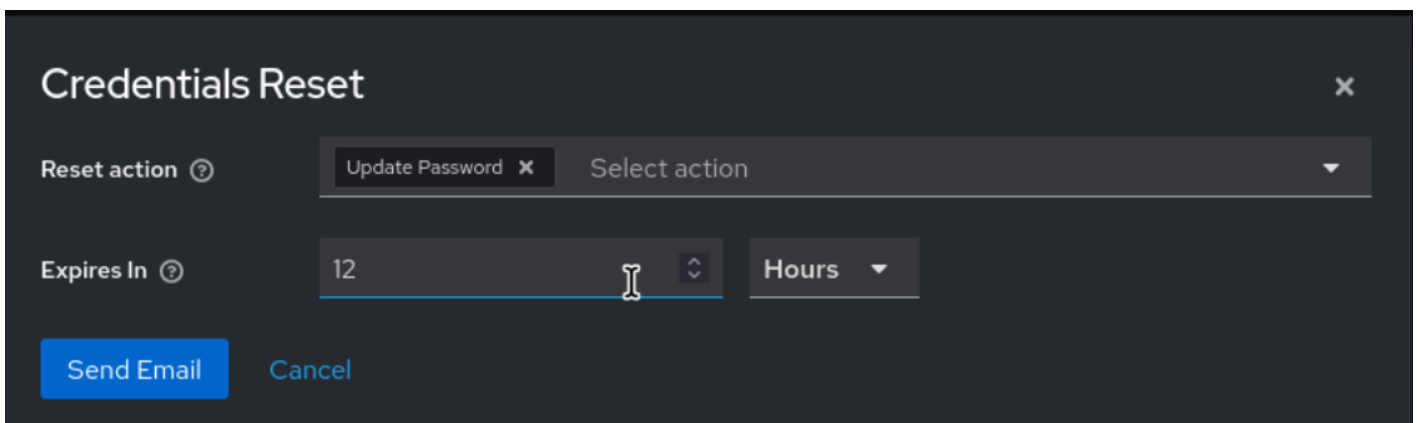 Credentials Reset
Reset action
Update Password Select action
Expires In
12 Hours
Send Email Cancel